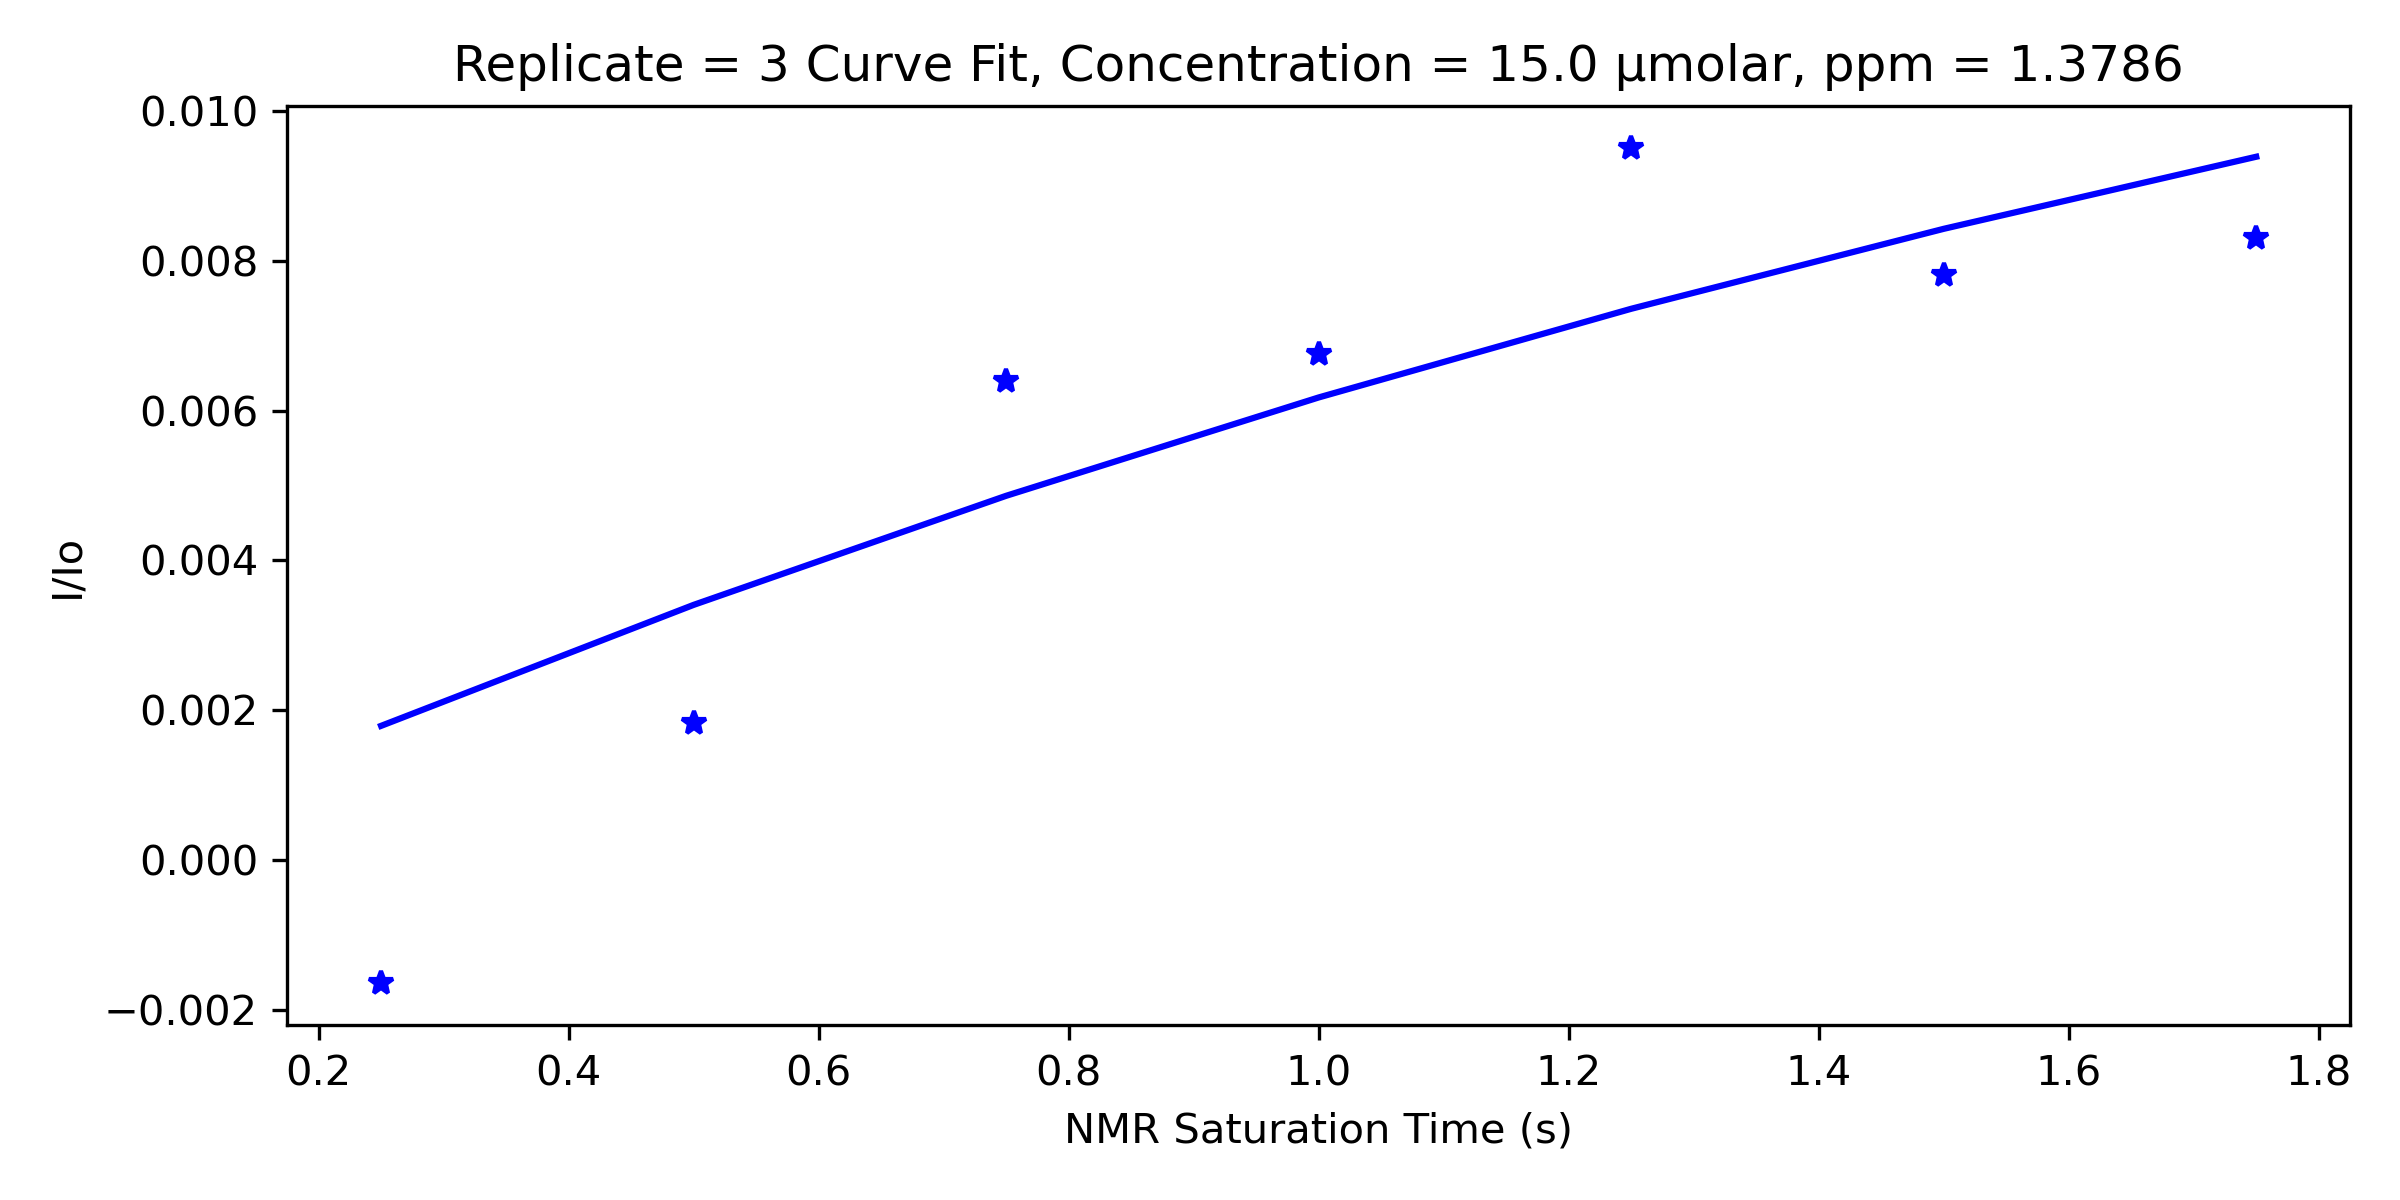 Replicate = 3 Curve Fit, Concentration = 15.0 µmolar, ppm = 1.3786
0.010
0.008
0.006
0.004
0.002
0.000
−0.002
I/Io
0.2 0.4 0.6 0.8 1.0 1.2 1.4 1.6 1.8
NMR Saturation Time (s)